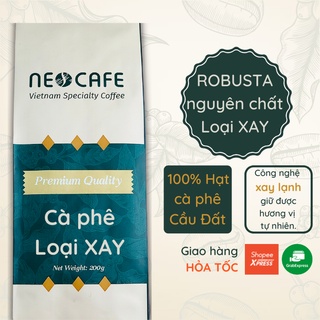 NEOCAFE
Vietnam Specialty Coffee
Premium Quality
Cà phê
Loại XAY
Net Weight: 200g
ROBUSTA
nguyên chất
Loại XAY
100% Hạt
cà phê
Cầu Đất
Công nghệ
xay lạnh
giữ được
hương vị
tự nhiên.
Giao hàng
HỎA TỐC
Shopee
XPRESS
GrabExpress